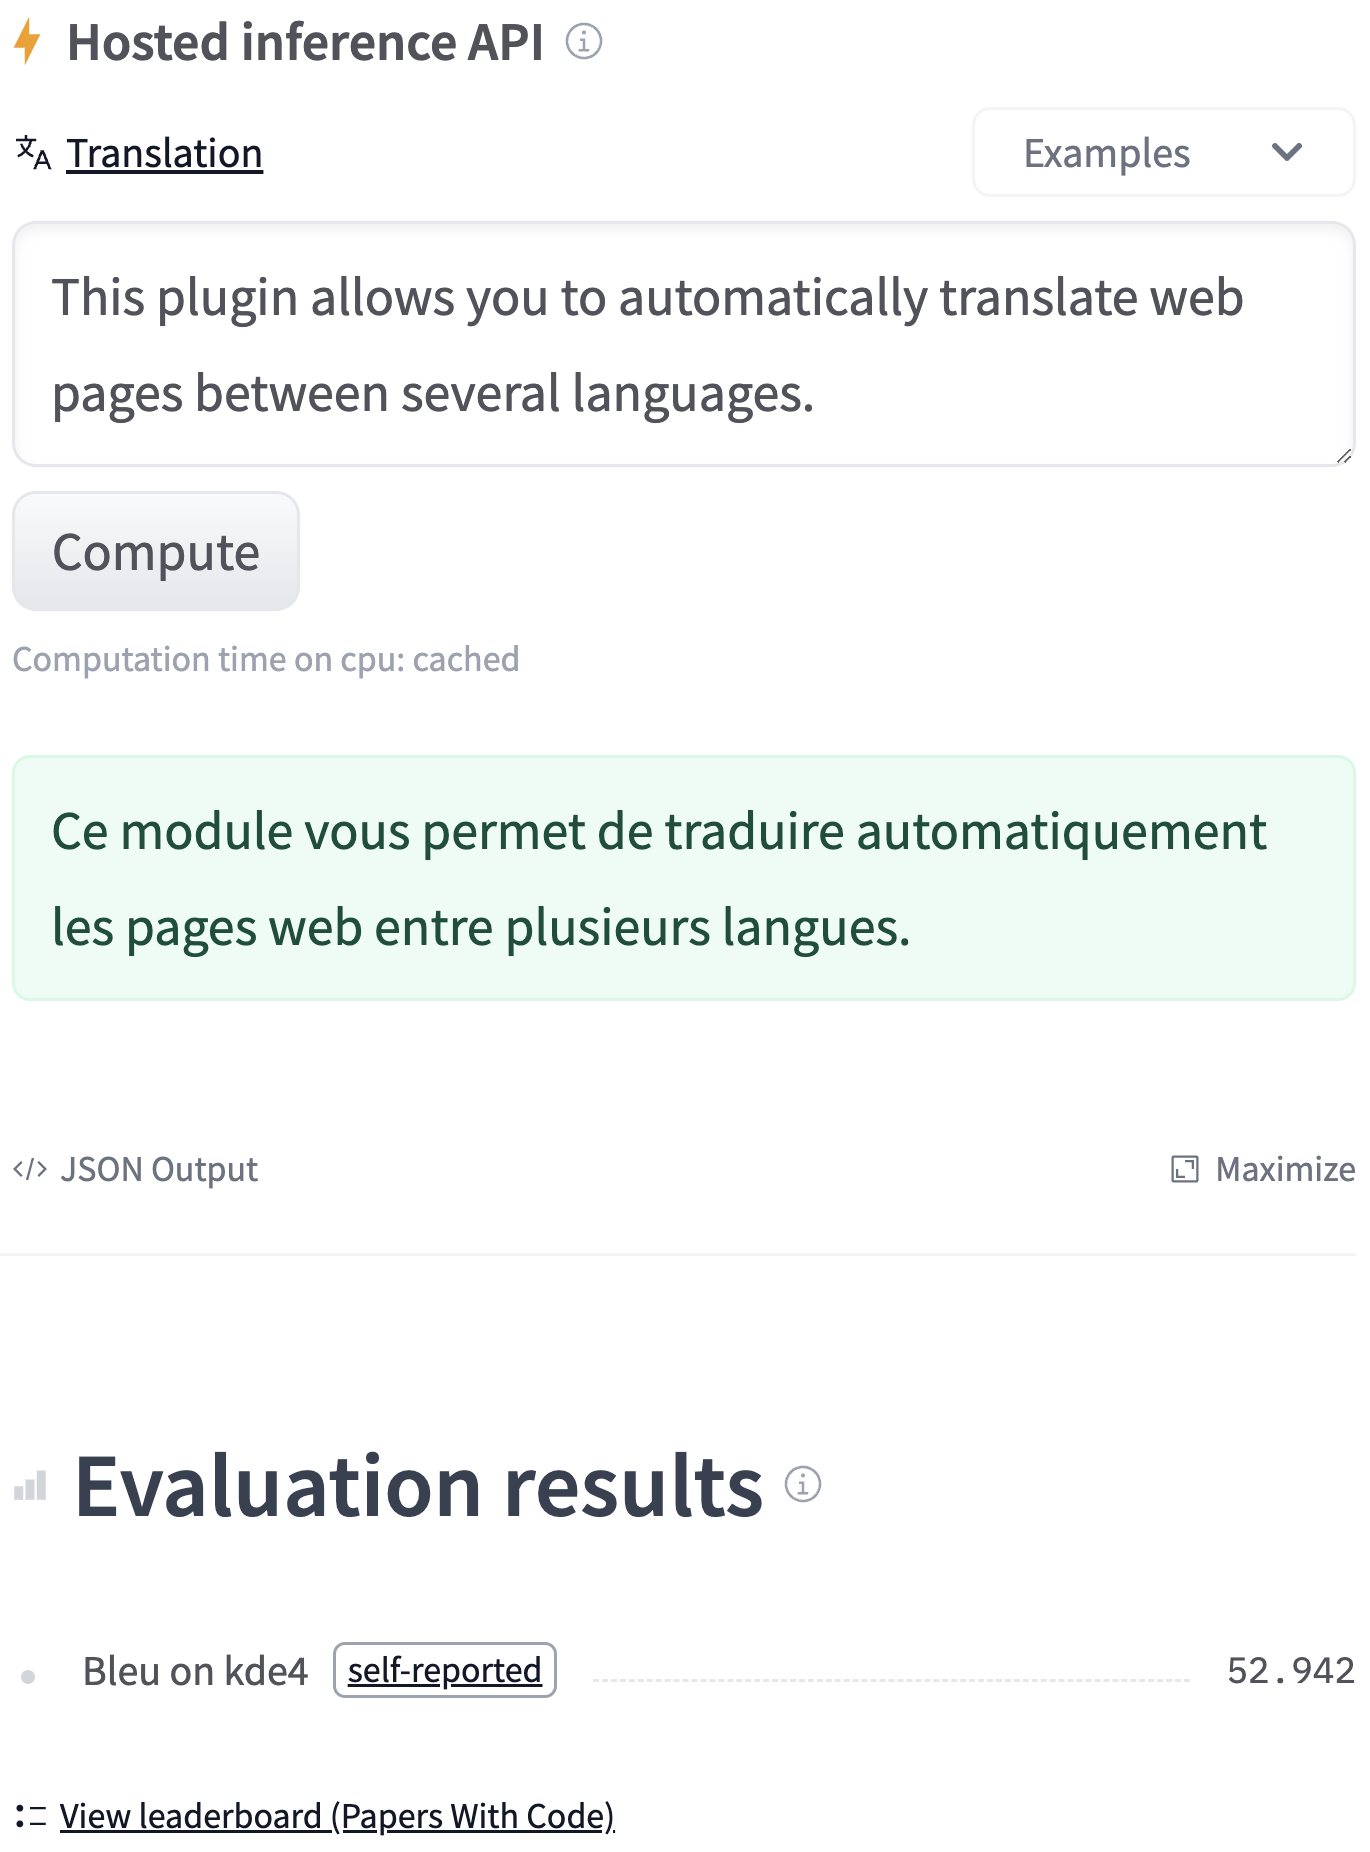 Hosted inference API
Translation
Examples
This plugin allows you to automatically translate web
pages between several languages.
Compute
Computation time on cpu: cached
Ce module vous permet de traduire automatiquement
les pages web entre plusieurs langues.
</> JSON Output
Maximize
Evaluation results
Bleu on kde4 self-reported 52.942
View leaderboard (Papers With Code)